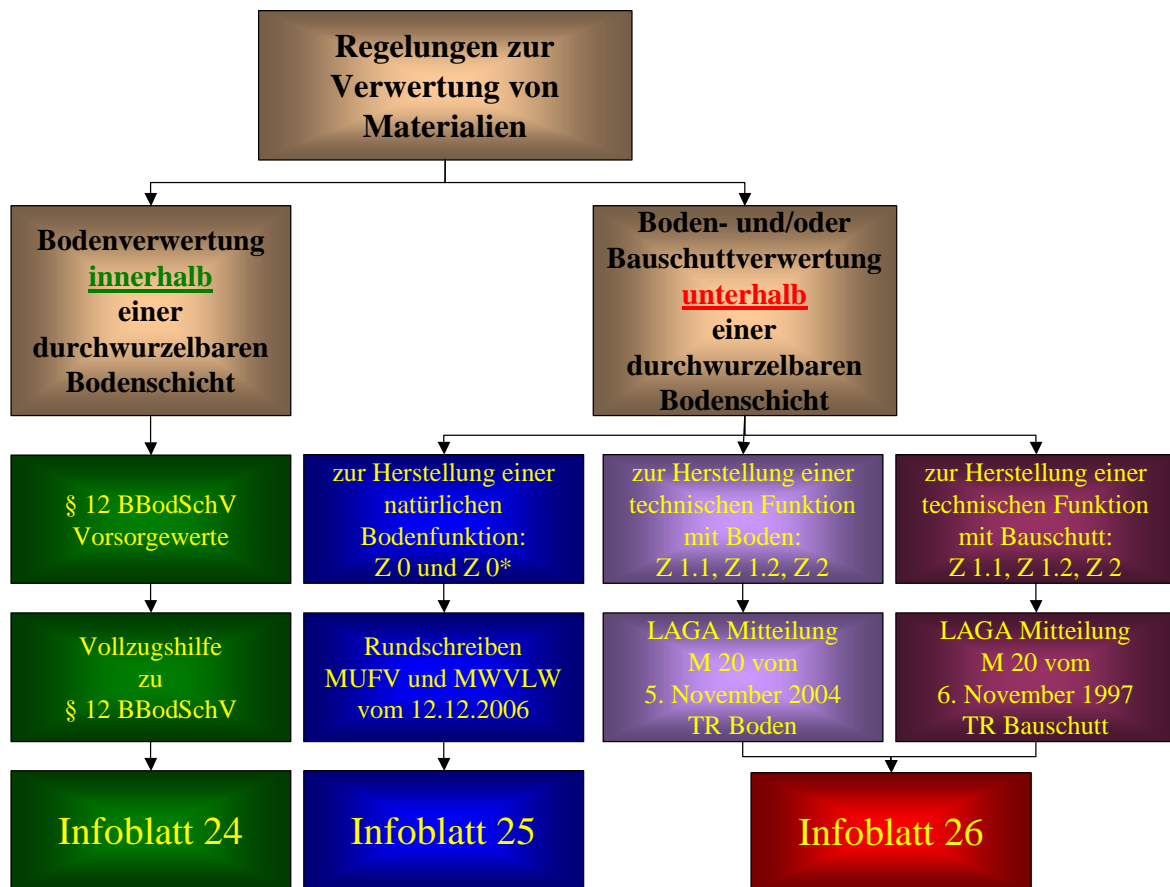 Regelungen zur
Verwertung von
Materialien
Bodenverwertung
innerhalb
einer
durchwurzelbaren
Bodenschicht
Boden- und/oder
Bauschuttverwertung
unterhalb
einer
durchwurzelbaren
Bodenschicht
§ 12 BBodSchV
Vorsorgewerte
zur Herstellung einer
natürlichen
Bodenfunktion:
Z 0 und Z 0*
zur Herstellung einer
technischen Funktion
mit Boden:
Z 1.1, Z 1.2, Z 2
zur Herstellung einer
technischen Funktion
mit Bauschutt:
Z 1.1, Z 1.2, Z 2
Vollzugshilfe
zu
§ 12 BBodSchV
Rundschreiben
MUFV und MWVLW
vom 12.12.2006
LAGA Mitteilung
M 20 vom
5. November 2004
TR Boden
LAGA Mitteilung
M 20 vom
6. November 1997
TR Bauschutt
Infoblatt 24
Infoblatt 25
Infoblatt 26